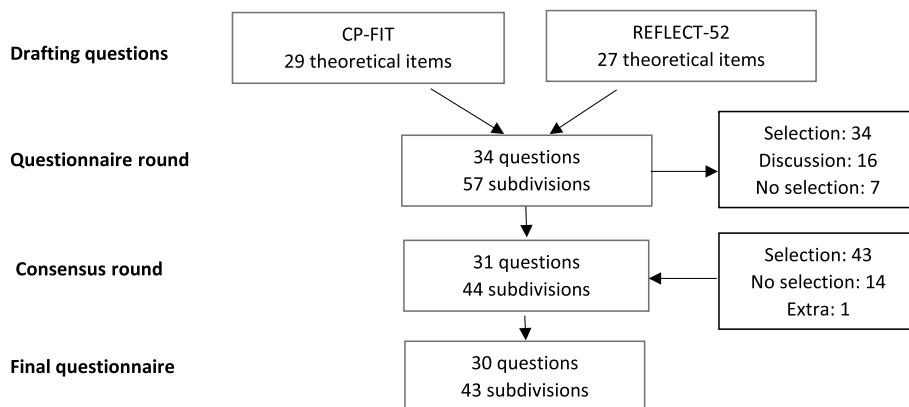 CP-FIT
29 theoretical items
REFLECT-52
27 theoretical items
Drafting questions
Questionnaire round
34 questions
57 subdivisions
Selection: 34
Discussion: 16
No selection: 7
Consensus round
31 questions
44 subdivisions
Selection: 43
No selection: 14
Extra: 1
Final questionnaire
30 questions
43 subdivisions